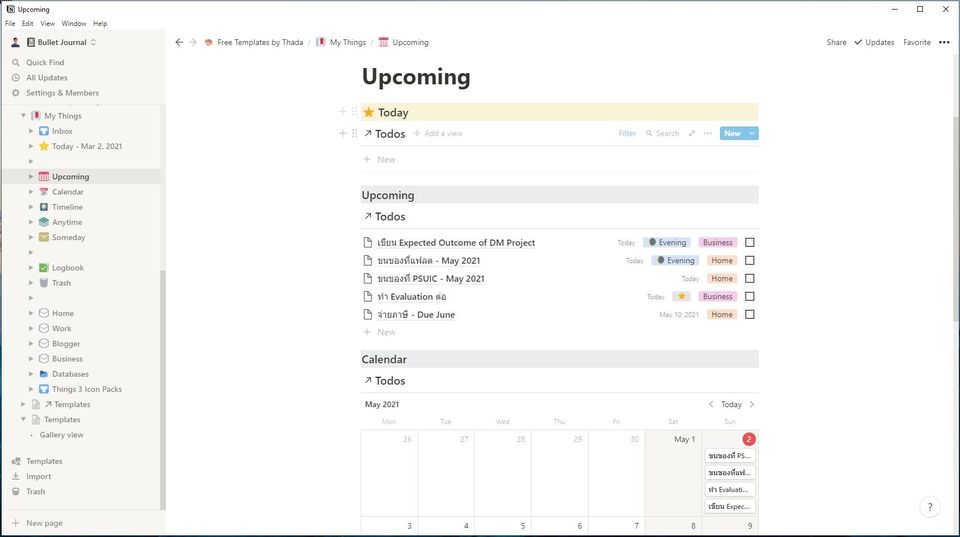 Upcoming
File Edit View Window Help
Bullet Journal
Free Templates by Thada / My Things / Upcoming
Share Updates Favorite •••
Quick Find
All Updates
Settings & Members
My Things
Inbox
Today - Mar 2, 2021
Upcoming
Calendar
Timeline
Anytime
Someday
Logbook
Trash
Home
Work
Blogger
Business
Databases
Things 3 Icon Packs
Templates
Templates
Gallery view
Templates
Import
Trash
New page
Upcoming
Today
Todos + Add a view Filter Search ••• New
+ New
Upcoming
Todos
เขียน Expected Outcome of DM Project Today Evening Business
ขนของที่แฟลต - May 2021 Today Evening Home
ขนของที่ PSUIC - May 2021 Today Home
ทำ Evaluation ต่อ Today Business
จ่ายภาษี - Due June May 10, 2021 Home
+ New
Calendar
Todos
May 2021 Today
Mon Tue Wed Thu Fri Sat Sun
26 27 28 29 30 May 1 2
ขนของที่ PS...
ขนของที่แฟ...
ทำ Evaluati...
เขียน Expec...
3 4 5 6 7 8 9
?